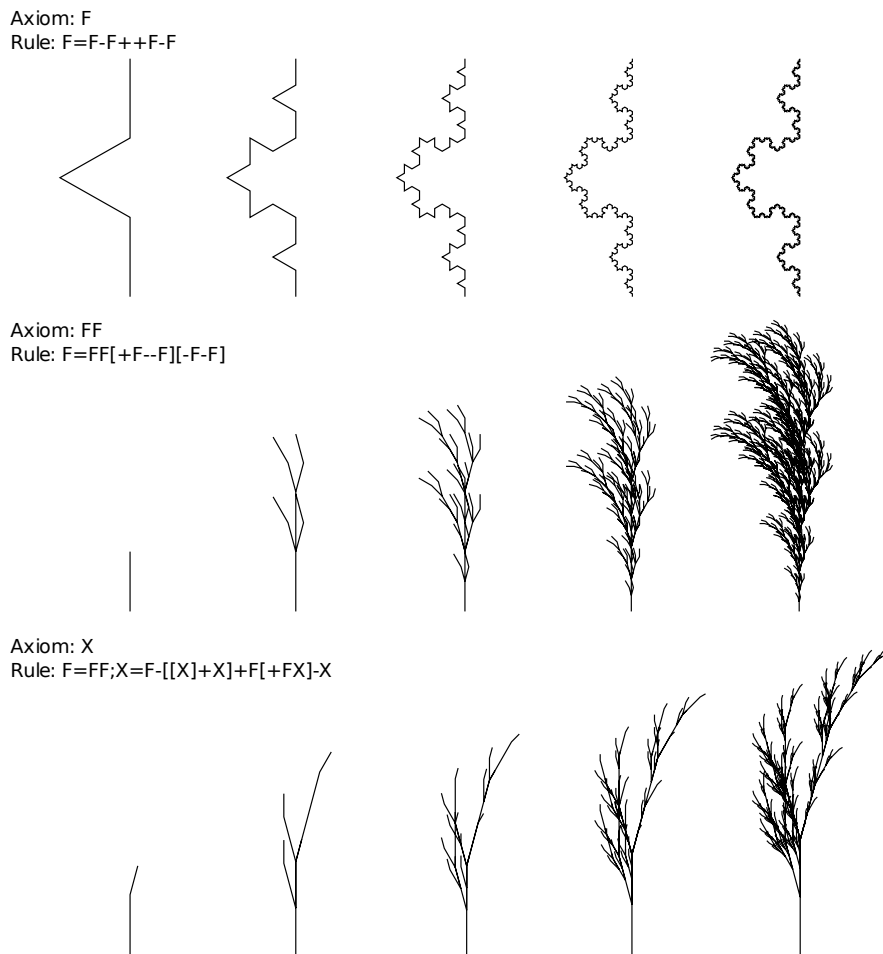 Axiom: F
Rule: F=F-F++F-F
Axiom: FF
Rule: F=FF[+F--F][-F-F]
Axiom: X
Rule: F=FF;X=F-[[X]+X]+F[+FX]-X